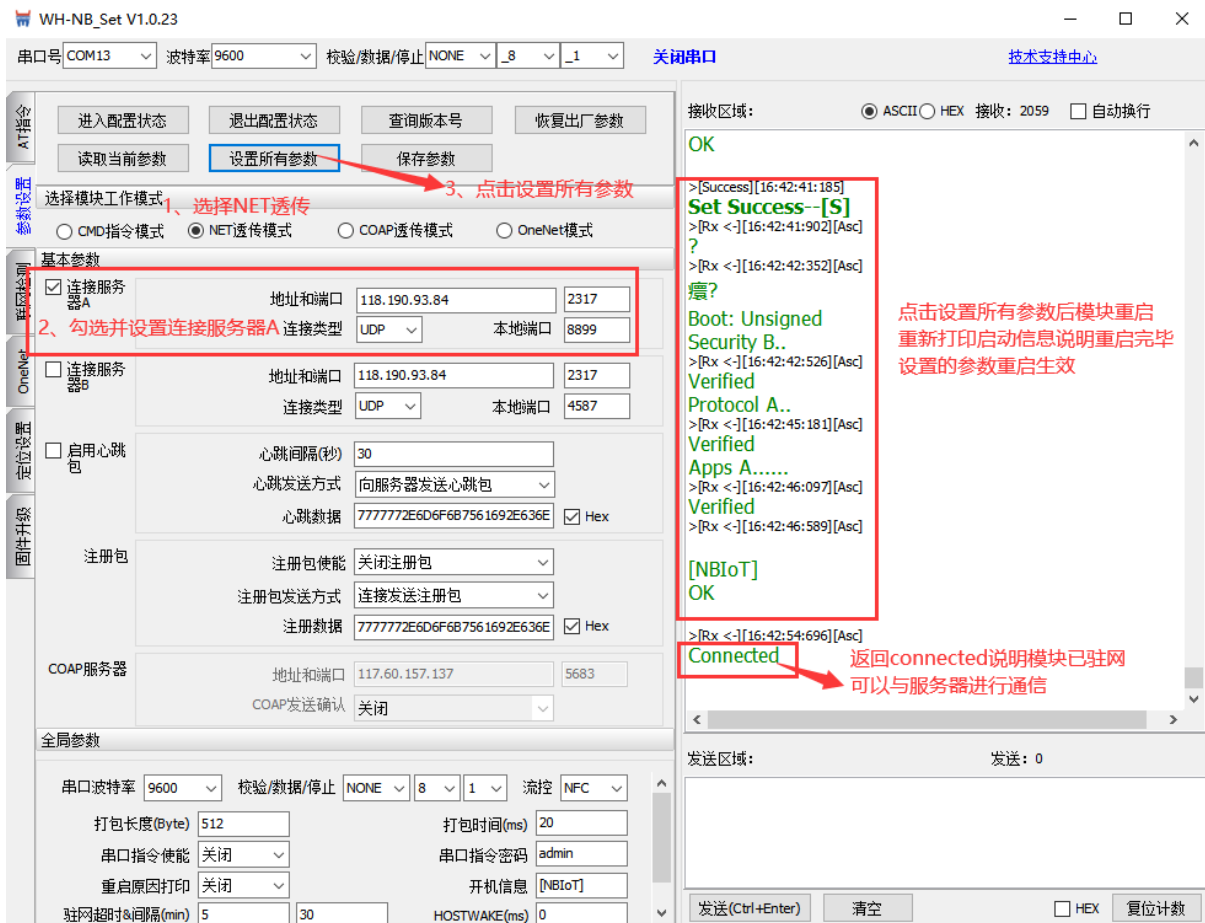 WH-NB_Set V1.0.23
串口号 COM13 波特率 9600 校验/数据/停止 NONE _8 _1 关闭串口 技术支持中心
AT指令
参数设置
联网检测
OneNet
定位设置
固件升级
进入配置状态 退出配置状态 查询版本号 恢复出厂参数
读取当前参数 设置所有参数 保存参数
3、点击设置所有参数
选择模块工作模式
1、选择NET透传
CMD指令模式 NET透传模式 COAP透传模式 OneNet模式
基本参数
连接服务器A 地址和端口 118.190.93.84 2317
2、勾选并设置连接服务器A 连接类型 UDP 本地端口 8899
连接服务器B 地址和端口 118.190.93.84 2317
连接类型 UDP 本地端口 4587
启用心跳包 心跳间隔(秒) 30
心跳发送方式 向服务器发送心跳包
心跳数据 7777772E6D6F6B7561692E636E Hex
注册包 注册包使能 关闭注册包
注册包发送方式 连接发送注册包
注册数据 7777772E6D6F6B7561692E636E Hex
COAP服务器 地址和端口 117.60.157.137 5683
COAP发送确认 关闭
全局参数
串口波特率 9600 校验/数据/停止 NONE 8 1 流控 NFC
打包长度(Byte) 512 打包时间(ms) 20
串口指令使能 关闭 串口指令密码 admin
重启原因打印 关闭 开机信息 [NBIoT]
驻网超时&间隔(min) 5 30 HOSTWAKE(ms) 0
接收区域: ASCII HEX 接收: 2059 自动换行
OK
>[Success][16:42:41:185]
Set Success--[S]
>[Rx <-][16:42:41:902][Asc]
?
>[Rx <-][16:42:42:352][Asc]
Boot: Unsigned
Security B..
>[Rx <-][16:42:42:526][Asc]
Verified
Protocol A..
>[Rx <-][16:42:45:181][Asc]
Verified
Apps A......
>[Rx <-][16:42:46:097][Asc]
Verified
>[Rx <-][16:42:46:589][Asc]
[NBIoT]
OK
>[Rx <-][16:42:54:696][Asc]
Connected
点击设置所有参数后模块重启
重新打印启动信息说明重启完毕
设置的参数重启生效
返回connected说明模块已驻网
可以与服务器进行通信
发送区域: 发送: 0
发送(Ctrl+Enter) 清空 HEX 复位计数